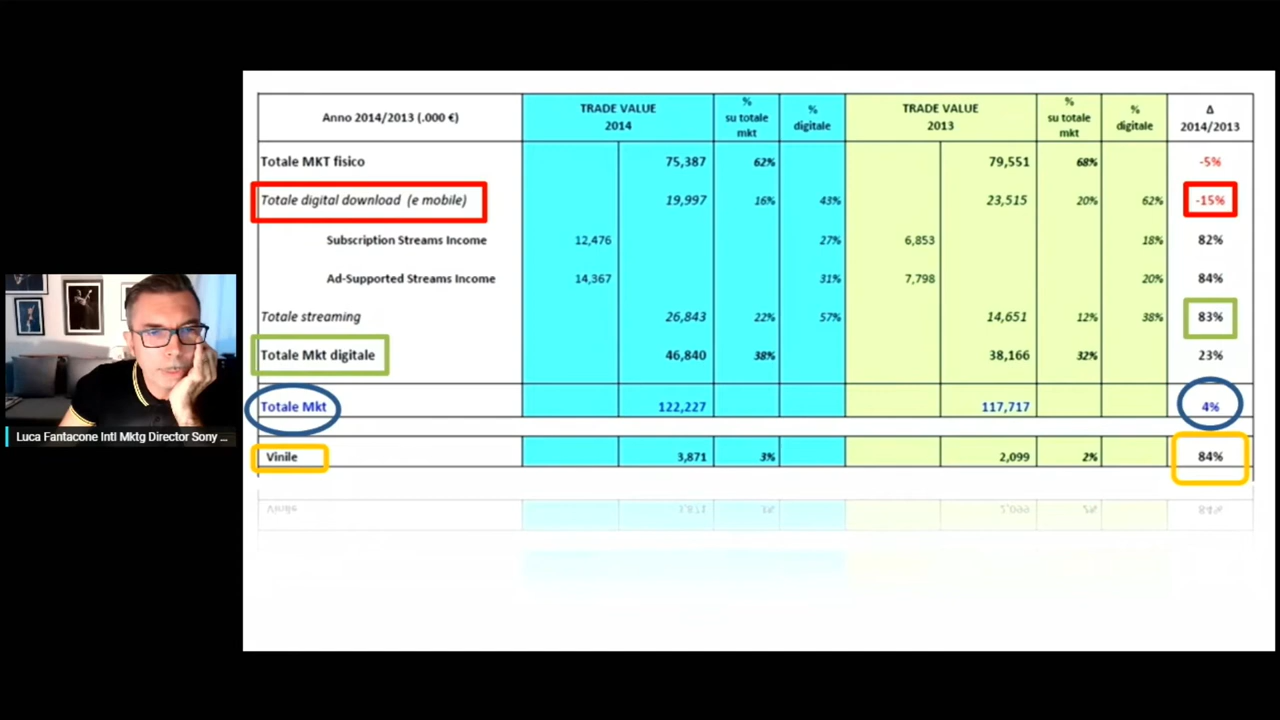 Anno 2014/2013 (.000 €) TRADE VALUE 2014 % su totale mkt % digitale TRADE VALUE 2013 % su totale mkt % digitale Δ 2014/2013
Totale MKT fisico 75,387 62% 79,551 68% -5%
Totale digital download (e mobile) 19,997 16% 43% 23,515 20% 62% -15%
Subscription Streams Income 12,476 27% 6,853 18% 82%
Ad-Supported Streams Income 14,367 31% 7,798 20% 84%
Totale streaming 26,843 22% 57% 14,651 12% 38% 83%
Totale Mkt digitale 46,840 38% 38,166 32% 23%
Totale Mkt 122,227 117,717 4%
Vinile 3,871 3% 2,099 2% 84%
Luca Fantacone Intl Mktg Director Sony ...